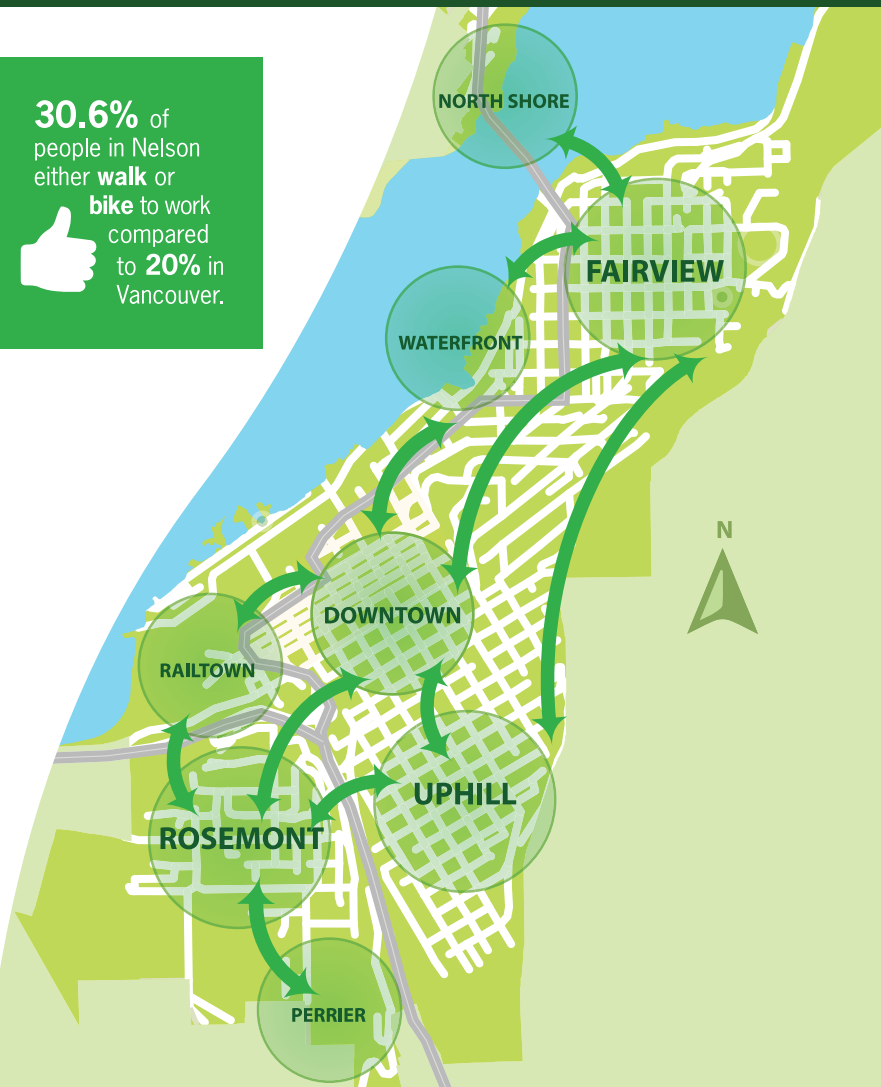 30.6% of
people in Nelson
either walk or
bike to work
compared
to 20% in
Vancouver.
NORTH SHORE
FAIRVIEW
WATERFRONT
N
DOWNTOWN
RAILTOWN
UPHILL
ROSEMONT
PERRIER